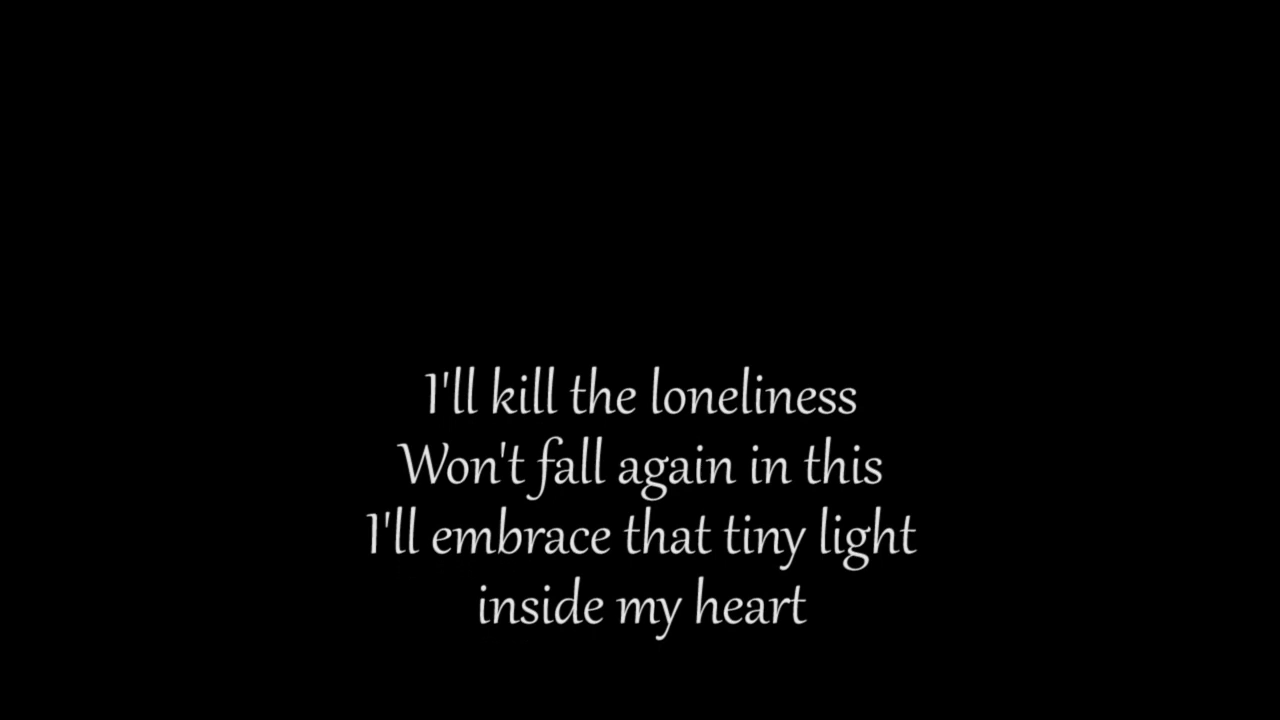 I'll kill the loneliness
Won't fall again in this
I'll embrace that tiny light
inside my heart